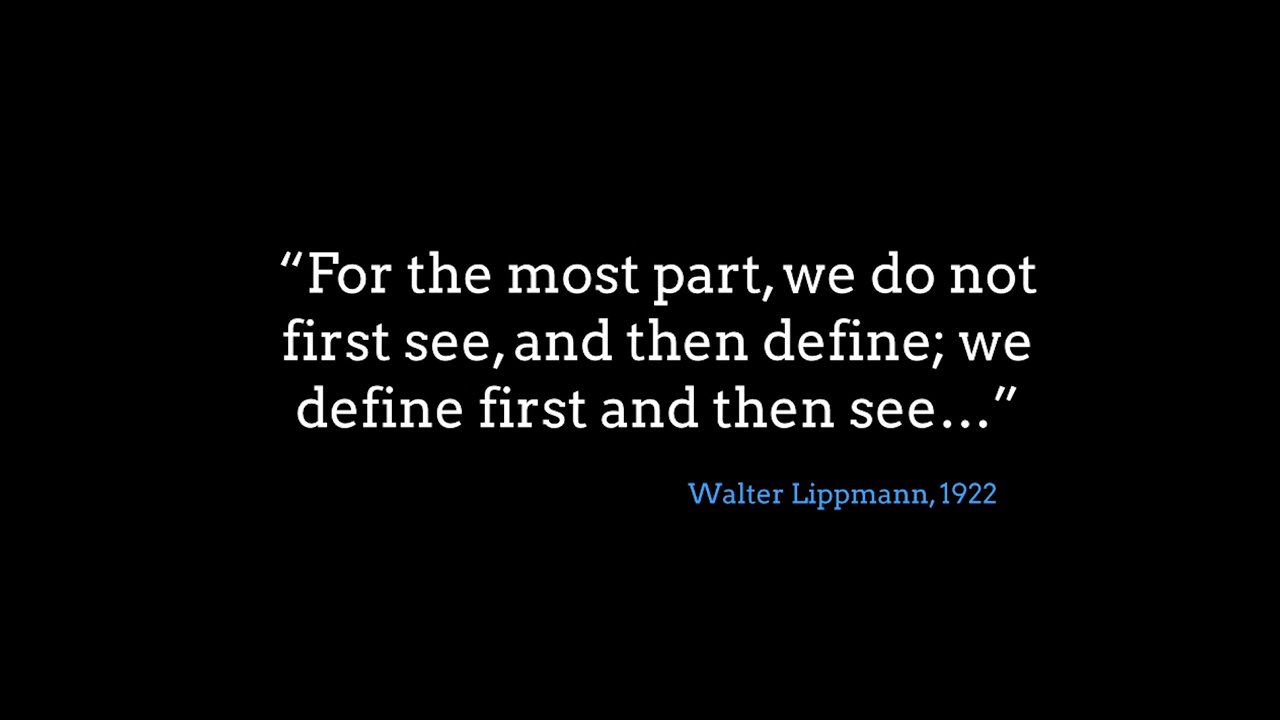 “For the most part, we do not
first see, and then define; we
define first and then see…”
Walter Lippmann, 1922